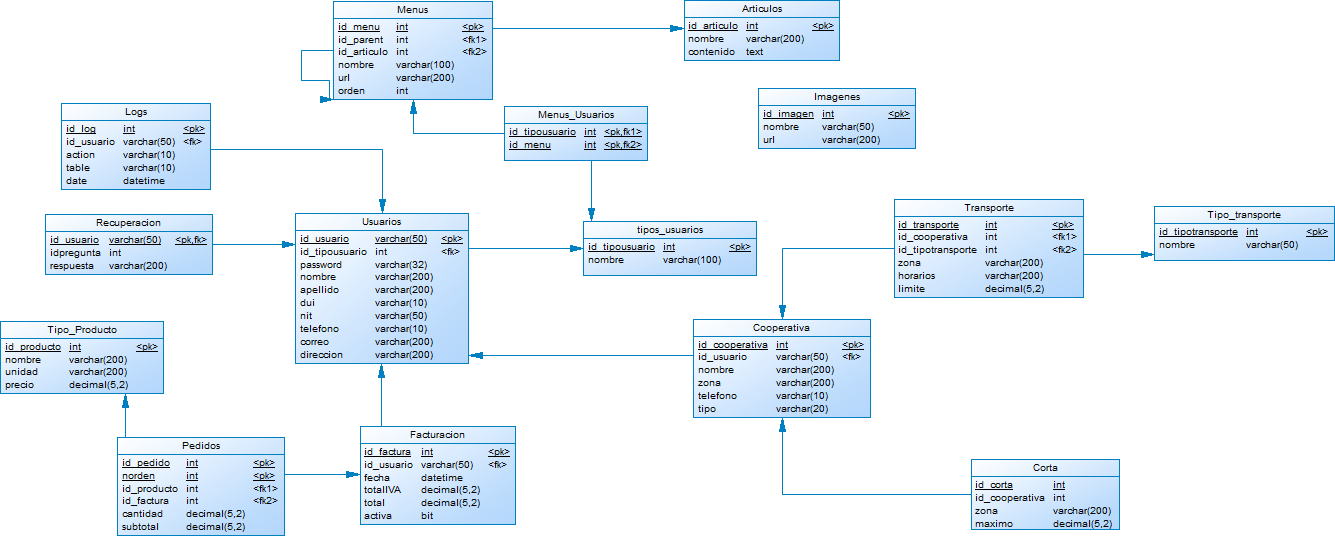 Menus
id_menu int <pk>
id_parent int <fk1>
id_articulo int <fk2>
nombre varchar(100)
url varchar(200)
orden int
Articulos
id_articulo int <pk>
nombre varchar(200)
contenido text
Imagenes
id_imagen int <pk>
nombre varchar(50)
url varchar(200)
Logs
id_log int <pk>
id_usuario varchar(50) <fk>
action varchar(10)
table varchar(10)
date datetime
Menus_Usuarios
id_tipousuario int <pk,fk1>
id_menu int <pk,fk2>
Recuperacion
id_usuario varchar(50) <pk,fk>
idpregunta int
respuesta varchar(200)
Usuarios
id_usuario varchar(50) <pk>
id_tipousuario int <fk>
password varchar(32)
nombre varchar(200)
apellido varchar(200)
dui varchar(10)
nit varchar(50)
telefono varchar(10)
correo varchar(200)
direccion varchar(200)
tipos_usuarios
id_tipousuario int <pk>
nombre varchar(100)
Transporte
id_transporte int <pk>
id_cooperativa int <fk1>
id_tipotransporte int <fk2>
zona varchar(200)
horarios varchar(200)
limite decimal(5,2)
Tipo_transporte
id_tipotransporte int <pk>
nombre varchar(50)
Tipo_Producto
id_producto int <pk>
nombre varchar(200)
unidad varchar(200)
precio decimal(5,2)
Cooperativa
id_cooperativa int <pk>
id_usuario varchar(50) <fk>
nombre varchar(200)
zona varchar(200)
telefono varchar(10)
tipo varchar(20)
Pedidos
id_pedido int <pk>
norden int <pk>
id_producto int <fk1>
id_factura int <fk2>
cantidad decimal(5,2)
subtotal decimal(5,2)
Facturacion
id_factura int <pk>
id_usuario varchar(50) <fk>
fecha datetime
totalIVA decimal(5,2)
total decimal(5,2)
activa bit
Corta
id_corta int
id_cooperativa int
zona varchar(200)
maximo decimal(5,2)